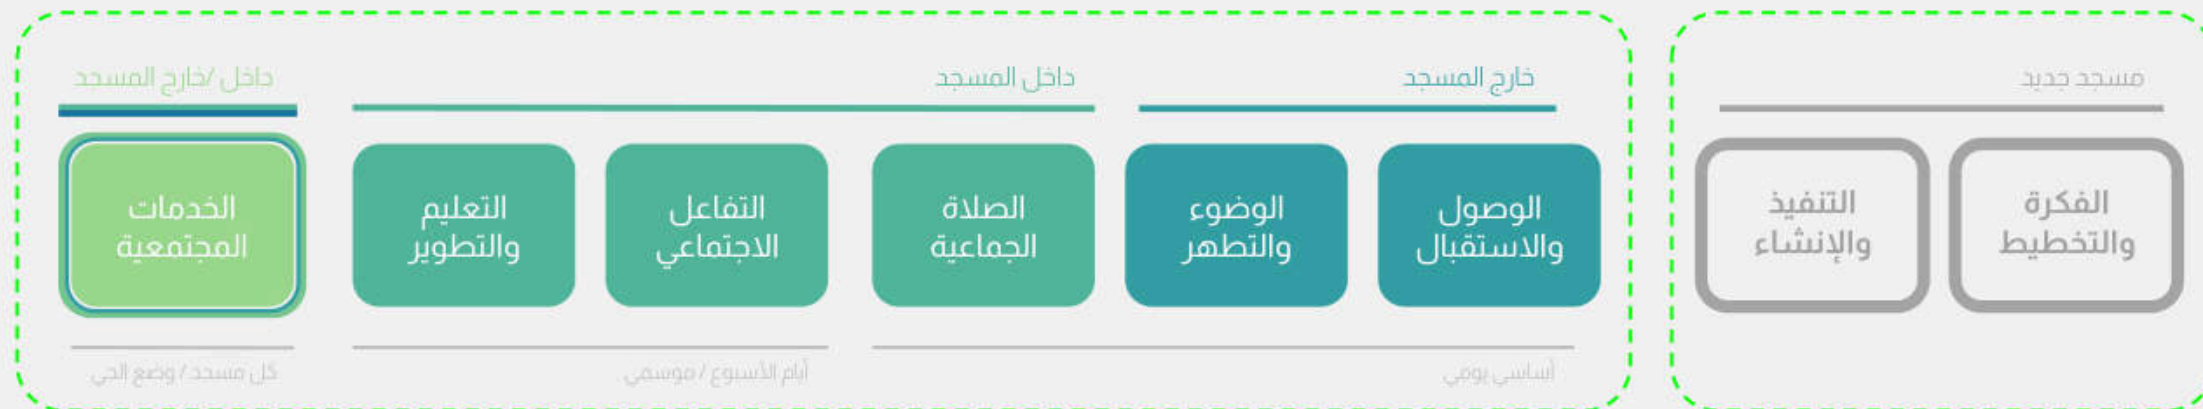 مسجد جديد
الفكرة
والتخطيط
التنفيذ
والإنشاء
خارج المسجد
داخل المسجد
داخل /خارج المسجد
الوصول
والاستقبال
الوضوء
والتطهر
الصلاة
الجماعية
التفاعل
الاجتماعي
التعليم
والتطوير
الخدمات
المجتمعية
أساسي يومي
أيام الأسبوع / موسمي
كل مسجد / وضع الحي